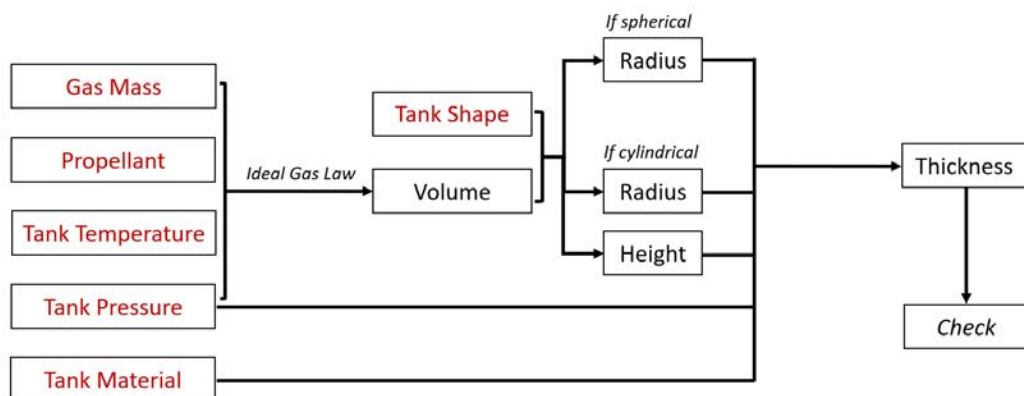 Gas Mass
Propellant
Tank Temperature
Tank Pressure
Tank Material
Ideal Gas Law
Tank Shape
Volume
If spherical
Radius
If cylindrical
Radius
Height
Thickness
Check